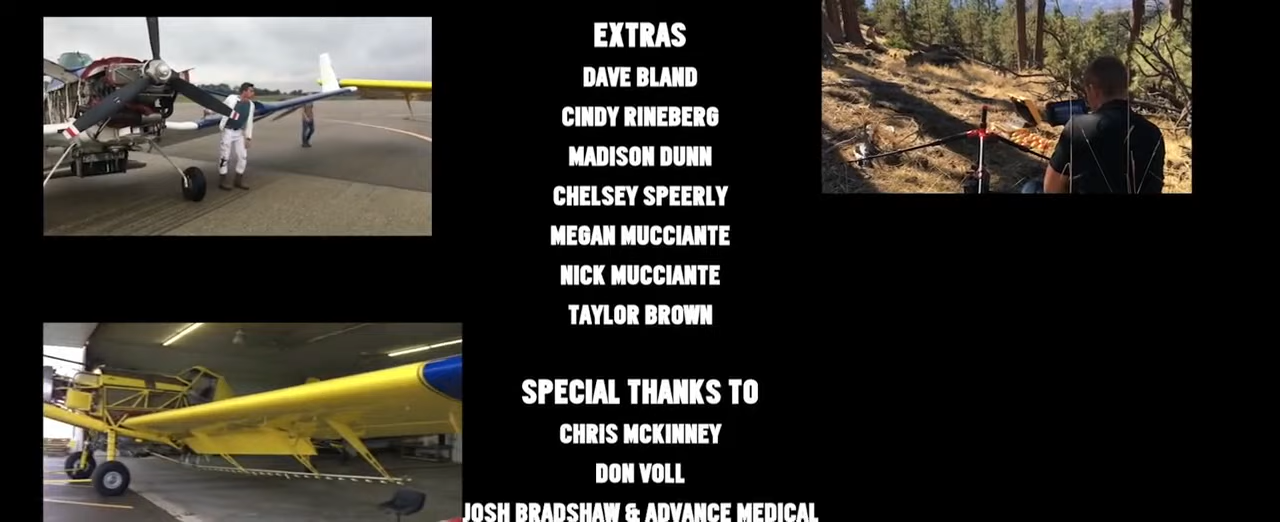 EXTRAS
DAVE BLAND
CINDY RINEBERG
MADISON DUNN
CHELSEY SPEERLY
MEGAN MUCCIANTE
NICK MUCCIANTE
TAYLOR BROWN
SPECIAL THANKS TO
CHRIS MCKINNEY
DON VOLL
JOSH BRADSHAW & ADVANCE MEDICAL